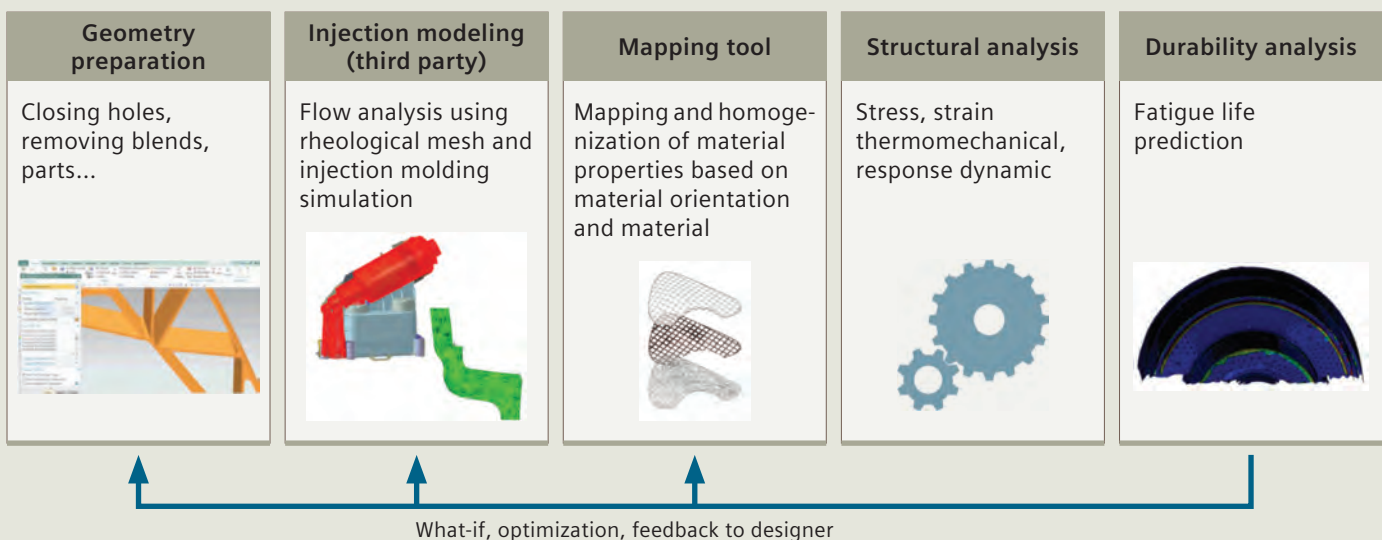 Geometry
preparation
Closing holes,
removing blends,
parts...
Injection modeling
(third party)
Flow analysis using
rheological mesh and
injection molding
simulation
Mapping tool
Mapping and homoge-
nization of material
properties based on
material orientation
and material
Structural analysis
Stress, strain
thermomechanical,
response dynamic
Durability analysis
Fatigue life
prediction
What-if, optimization, feedback to designer